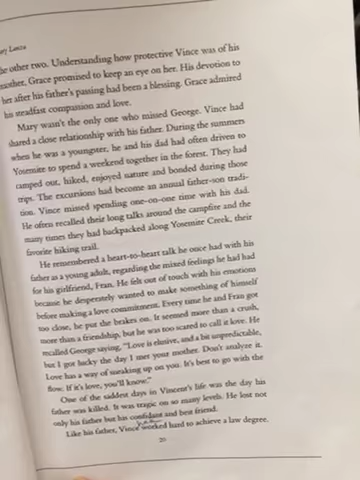 ry Lanza
he other two. Understanding how protective Vince was of his
mother, Grace promised to keep an eye on her. His devotion to
her after his father's passing had been a blessing. Grace admired
his steadfast compassion and love.
Mary wasn't the only one who missed George. Vince had
shared a close relationship with his father. During the summers
when he was a youngster, he and his dad had often driven to
Yosemite to spend a weekend together in the forest. They had
camped out, hiked, enjoyed nature and bonded during those
trips. The excursions had become an annual father-son tradi-
tion. Vince missed spending one-on-one time with his dad.
He often recalled their long talks around the campfire and the
many times they had backpacked along Yosemite Creek, their
favorite hiking trail.
He remembered a heart-to-heart talk he once had with his
father as a young adult, regarding the mixed feelings he had had
for his girlfriend, Fran. He felt out of touch with his emotions
because he desperately wanted to make something of himself
before making a love commitment. Every time he and Fran got
too close, he put the brakes on. It seemed more than a crush,
more than a friendship, but he was too scared to call it love. He
recalled George saying, "Love is elusive, and a bit unpredictable,
but I got lucky the day I met your mother. Don't analyze it.
Love has a way of sneaking up on you. It's best to go with the
flow. If it's love, you'll know."
One of the saddest days in Vincent's life was the day his
father was killed. It was tragic on so many levels. He lost not
only his father but his confidant and best friend.
Like his father, Vince worked hard to achieve a law degree.
20